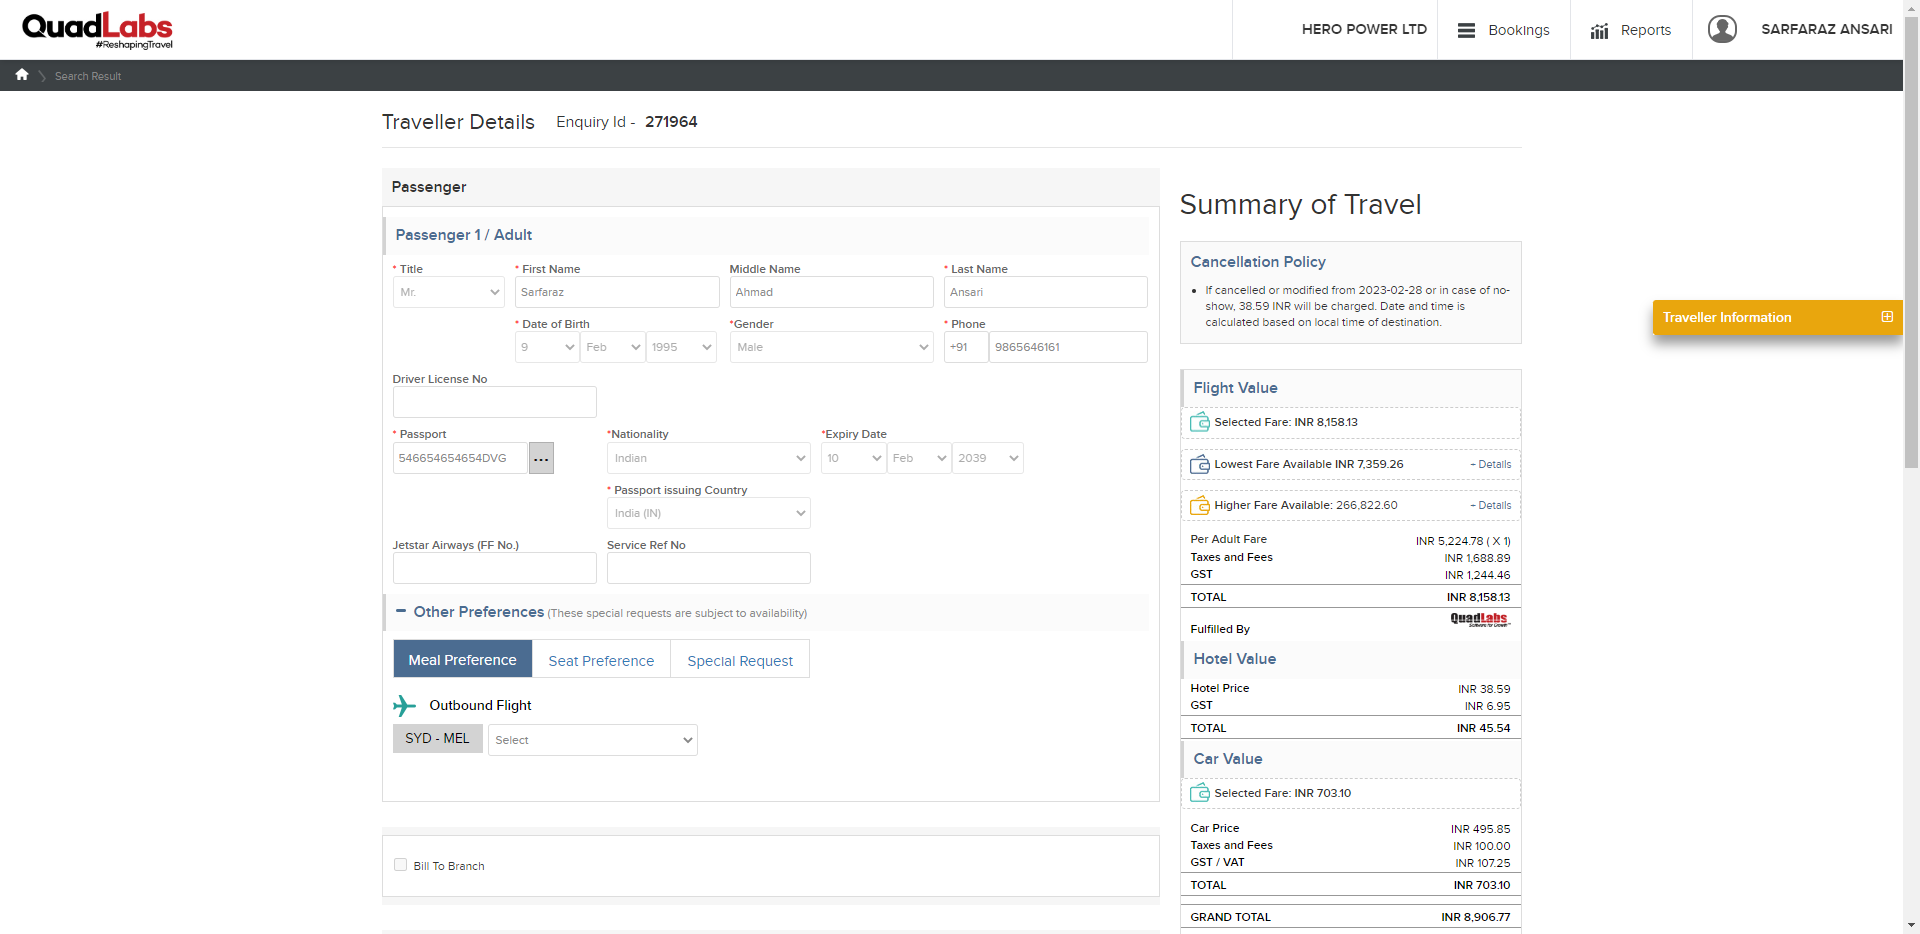 QuadLabs
#ReshapingTravel
HERO POWER LTD
Bookings
Reports
SARFARAZ ANSARI
Search Result
Traveller Details Enquiry Id - 271964
Passenger
Passenger 1 / Adult
* Title * First Name Middle Name * Last Name
Mr. Sarfaraz Ahmad Ansari
* Date of Birth *Gender * Phone
9 Feb 1995 Male +91 9865646161
Driver License No
* Passport *Nationality *Expiry Date
546654654654DVG ... Indian 10 Feb 2039
* Passport issuing Country
India (IN)
Jetstar Airways (FF No.) Service Ref No
Other Preferences (These special requests are subject to availability)
Meal Preference Seat Preference Special Request
Outbound Flight
SYD - MEL Select
Bill To Branch
Summary of Travel
Cancellation Policy
• If cancelled or modified from 2023-02-28 or in case of no-
show, 38.59 INR will be charged. Date and time is
calculated based on local time of destination.
Flight Value
Selected Fare: INR 8,158.13
Lowest Fare Available INR 7,359.26 + Details
Higher Fare Available: 266,822.60 + Details
Per Adult Fare INR 5,224.78 ( X 1)
Taxes and Fees INR 1,688.89
GST INR 1,244.46
TOTAL INR 8,158.13
Fulfilled By QuadLabs
Hotel Value
Hotel Price INR 38.59
GST INR 6.95
TOTAL INR 45.54
Car Value
Selected Fare: INR 703.10
Car Price INR 495.85
Taxes and Fees INR 100.00
GST / VAT INR 107.25
TOTAL INR 703.10
GRAND TOTAL INR 8,906.77
Traveller Information